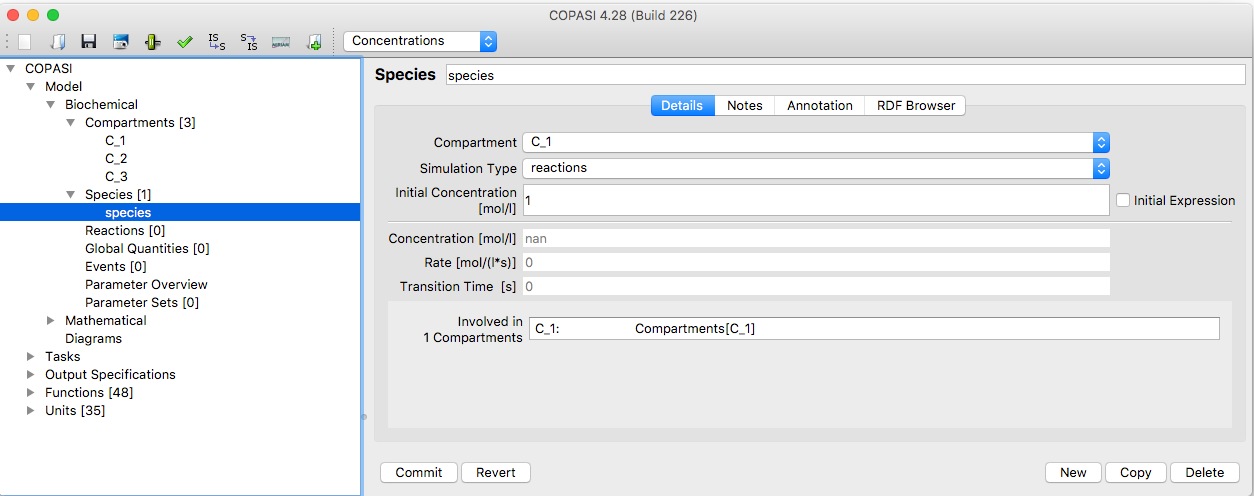 COPASI 4.28 (Build 226)
IS
S
S
IS
Concentrations
COPASI
Model
Biochemical
Compartments [3]
C_1
C_2
C_3
Species [1]
species
Reactions [0]
Global Quantities [0]
Events [0]
Parameter Overview
Parameter Sets [0]
Mathematical
Diagrams
Tasks
Output Specifications
Functions [48]
Units [35]
Species species
Details Notes Annotation RDF Browser
Compartment C_1
Simulation Type reactions
Initial Concentration
[mol/l] 1 Initial Expression
Concentration [mol/l] nan
Rate [mol/(l*s)] 0
Transition Time [s] 0
Involved in
1 Compartments C_1: Compartments[C_1]
Commit Revert New Copy Delete